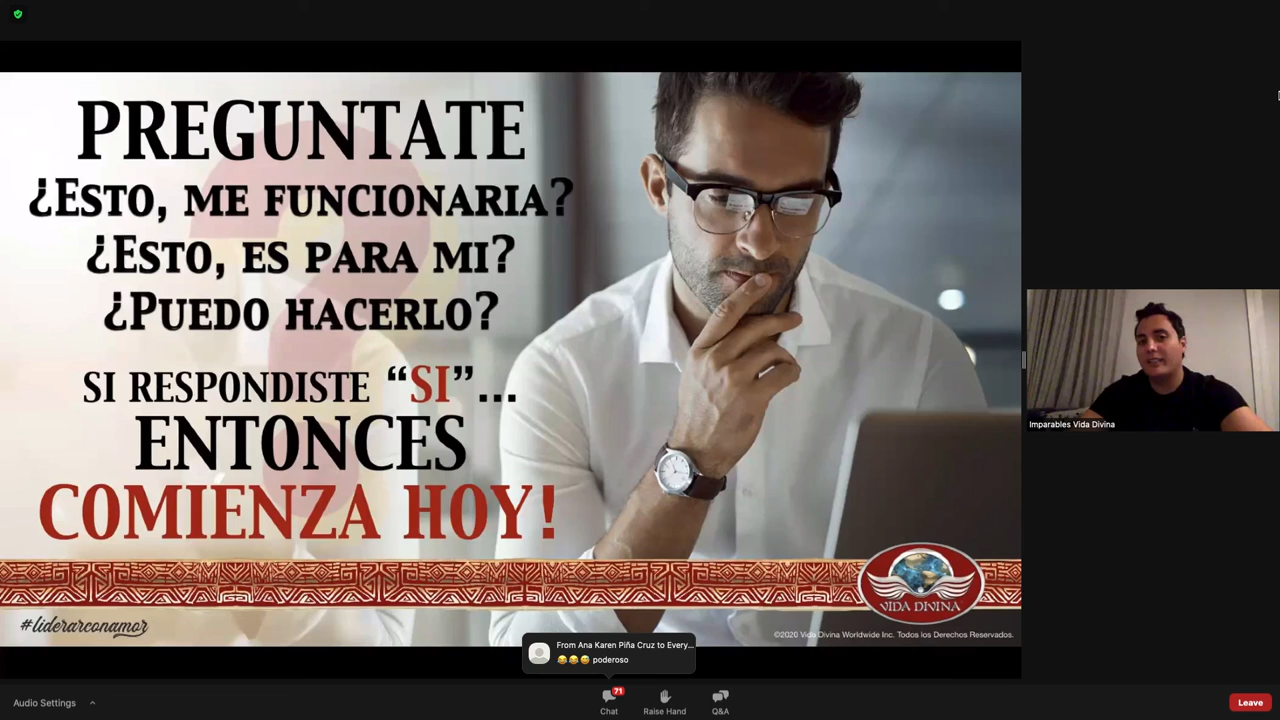 PREGUNTATE
¿ESTO, ME FUNCIONARIA?
¿ESTO, ES PARA MI?
¿PUEDO HACERLO?
SI RESPONDISTE “SI”...
ENTONCES
COMIENZA HOY!
VIDA DIVINA
#liderarconamor
©2020 Vida Divina Worldwide Inc. Todos los Derechos Reservados.
Imparables Vida Divina
From Ana Karen Piña Cruz to Every...
😂😂😅 poderoso
Audio Settings
71
Chat
Raise Hand
Q&A
Leave